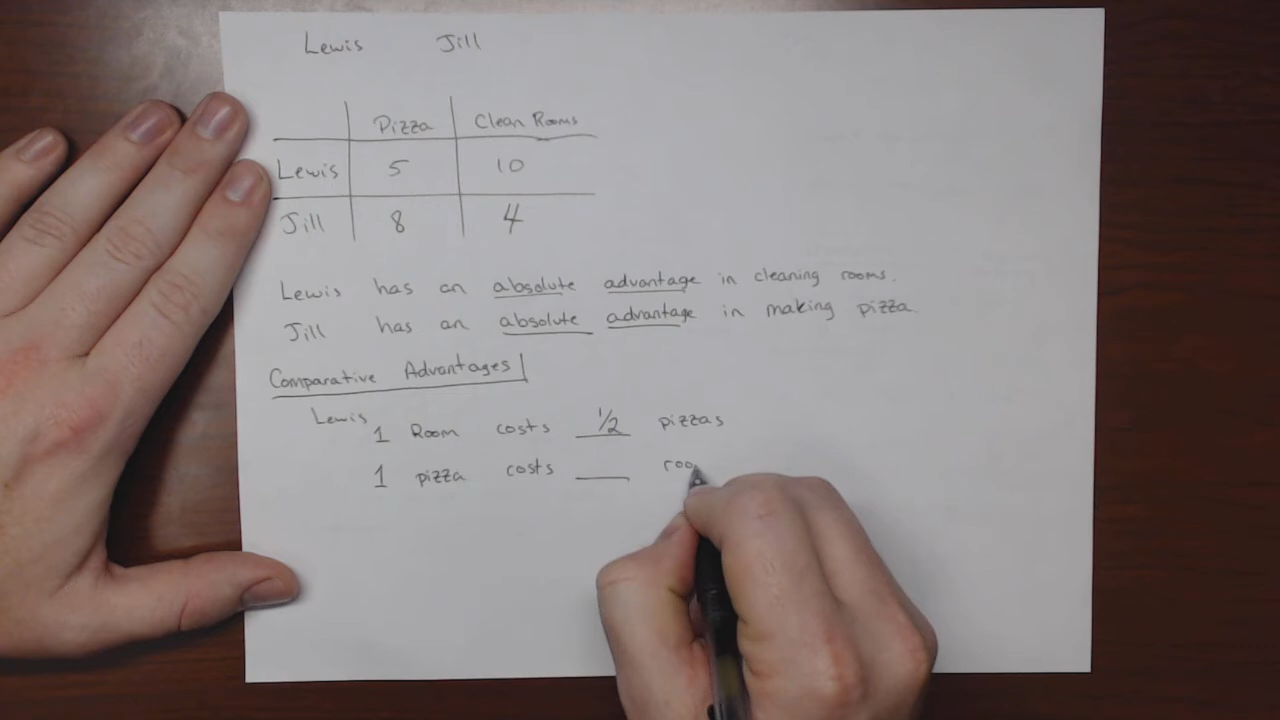 Lewis Jill
Pizza Clean Rooms
Lewis 5 10
Jill 8 4
Lewis has an absolute advantage in cleaning rooms.
Jill has an absolute advantage in making pizza.
Comparative Advantages
Lewis
1 Room costs 1/2 pizzas
1 pizza costs ___ roo